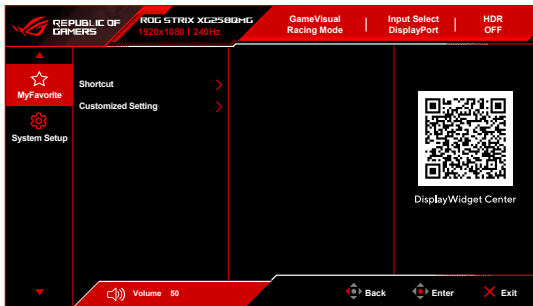 REPUBLIC OF
GAMERS
ROG STRIX XG258QMG
1920x1080 | 240Hz
GameVisual
Racing Mode
Input Select
DisplayPort
HDR
OFF
MyFavorite
System Setup
Shortcut
Customized Setting
DisplayWidget Center
Volume 50
Back
Enter
Exit